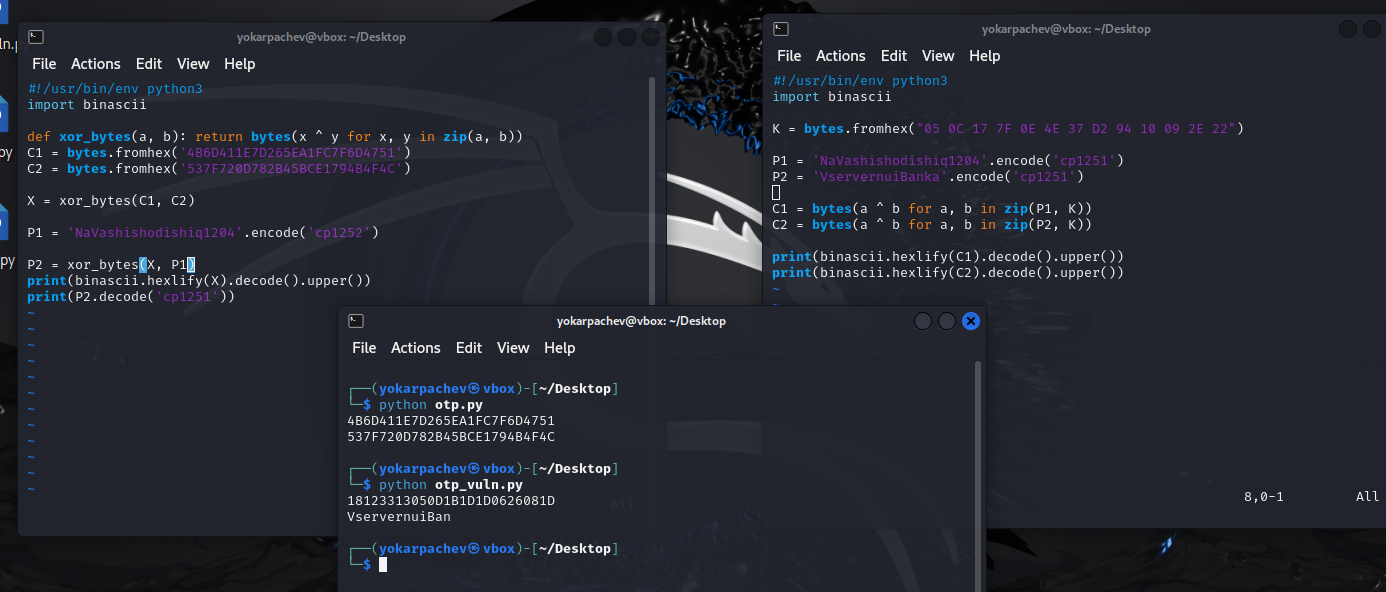 ln.p
py
py
yokarpachev@vbox: ~/Desktop
File Actions Edit View Help
#!/usr/bin/env python3
import binascii
def xor_bytes(a, b): return bytes(x ^ y for x, y in zip(a, b))
C1 = bytes.fromhex('4B6D411E7D265EA1FC7F6D4751')
C2 = bytes.fromhex('537F720D782B45BCE1794B4F4C')
X = xor_bytes(C1, C2)
P1 = 'NaVashishodishiq1204'.encode('cp1252')
P2 = xor_bytes(X, P1)
print(binascii.hexlify(X).decode().upper())
print(P2.decode('cp1251'))
~
~
~
~
~
~
~
~
~
~
~
~
yokarpachev@vbox: ~/Desktop
File Actions Edit View Help
#!/usr/bin/env python3
import binascii
K = bytes.fromhex("05 0C 17 7F 0E 4E 37 D2 94 10 09 2E 22")
P1 = 'NaVashishodishiq1204'.encode('cp1251')
P2 = 'VservernuiBanka'.encode('cp1251')
C1 = bytes(a ^ b for a, b in zip(P1, K))
C2 = bytes(a ^ b for a, b in zip(P2, K))
print(binascii.hexlify(C1).decode().upper())
print(binascii.hexlify(C2).decode().upper())
~
~
8,0-1 All
yokarpachev@vbox: ~/Desktop
File Actions Edit View Help
┌──(yokarpachev㉿vbox)-[~/Desktop]
└─$ python otp.py
4B6D411E7D265EA1FC7F6D4751
537F720D782B45BCE1794B4F4C
┌──(yokarpachev㉿vbox)-[~/Desktop]
└─$ python otp_vuln.py
18123313050D1B1D1D0626081D
VservernuiBan
All
┌──(yokarpachev㉿vbox)-[~/Desktop]
└─$